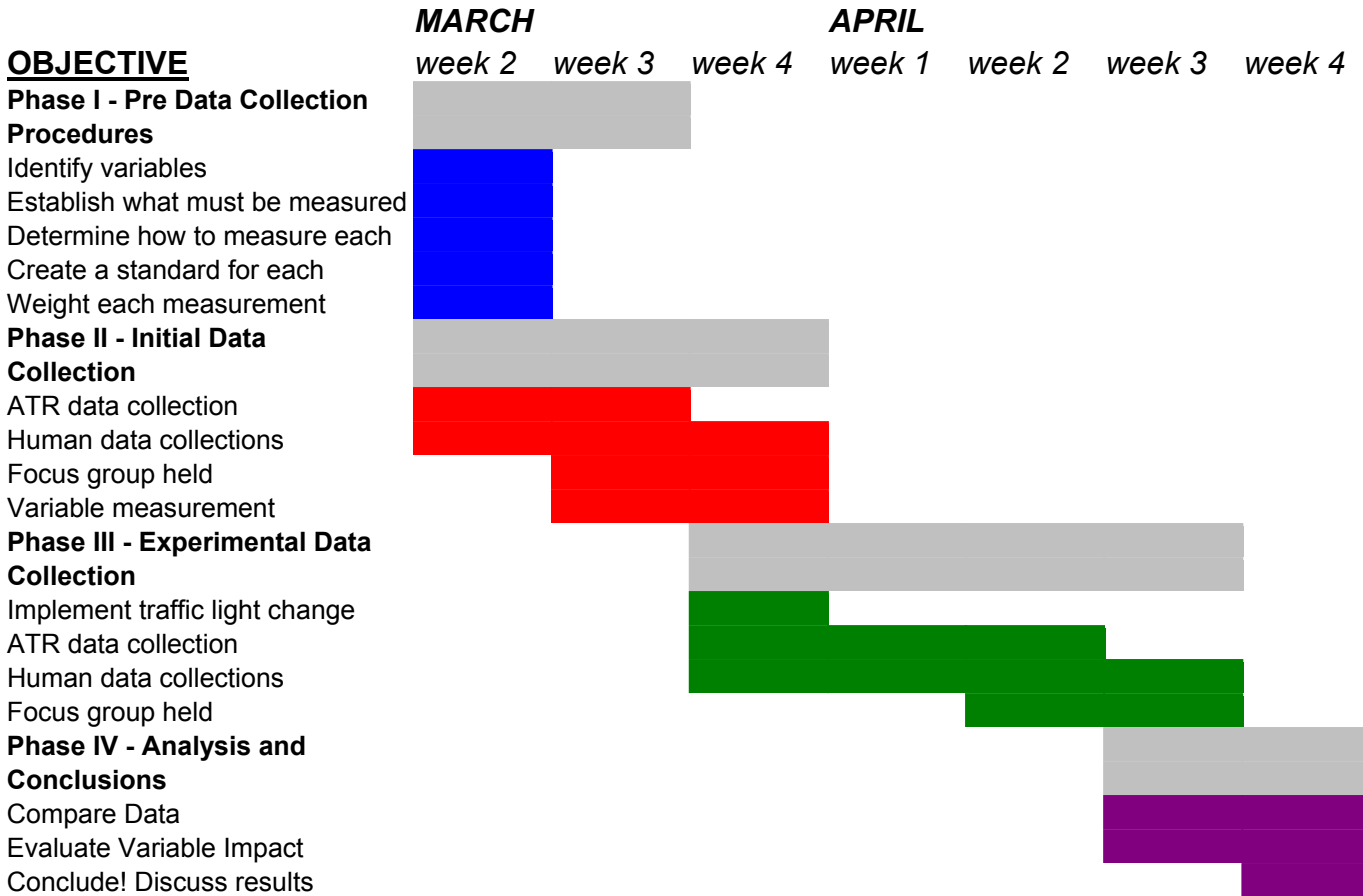 MARCH APRIL
OBJECTIVE week 2 week 3 week 4 week 1 week 2 week 3 week 4
Phase I - Pre Data Collection
Procedures
Identify variables
Establish what must be measured
Determine how to measure each
Create a standard for each
Weight each measurement
Phase II - Initial Data
Collection
ATR data collection
Human data collections
Focus group held
Variable measurement
Phase III - Experimental Data
Collection
Implement traffic light change
ATR data collection
Human data collections
Focus group held
Phase IV - Analysis and
Conclusions
Compare Data
Evaluate Variable Impact
Conclude! Discuss results